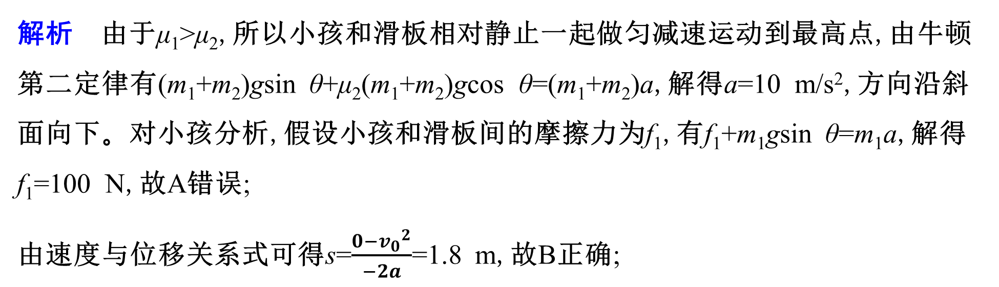 解析　由于μ₁>μ₂,所以小孩和滑板相对静止一起做匀减速运动到最高点,由牛顿
第二定律有(m₁+m₂)gsin θ+μ₂(m₁+m₂)gcos θ=(m₁+m₂)a,解得a=10 m/s²,方向沿斜
面向下。对小孩分析,假设小孩和滑板间的摩擦力为f₁,有f₁+m₁gsin θ=m₁a,解得
f₁=100 N,故A错误;
由速度与位移关系式可得s=(0−v₀²)/(−2a)=1.8 m,故B正确;